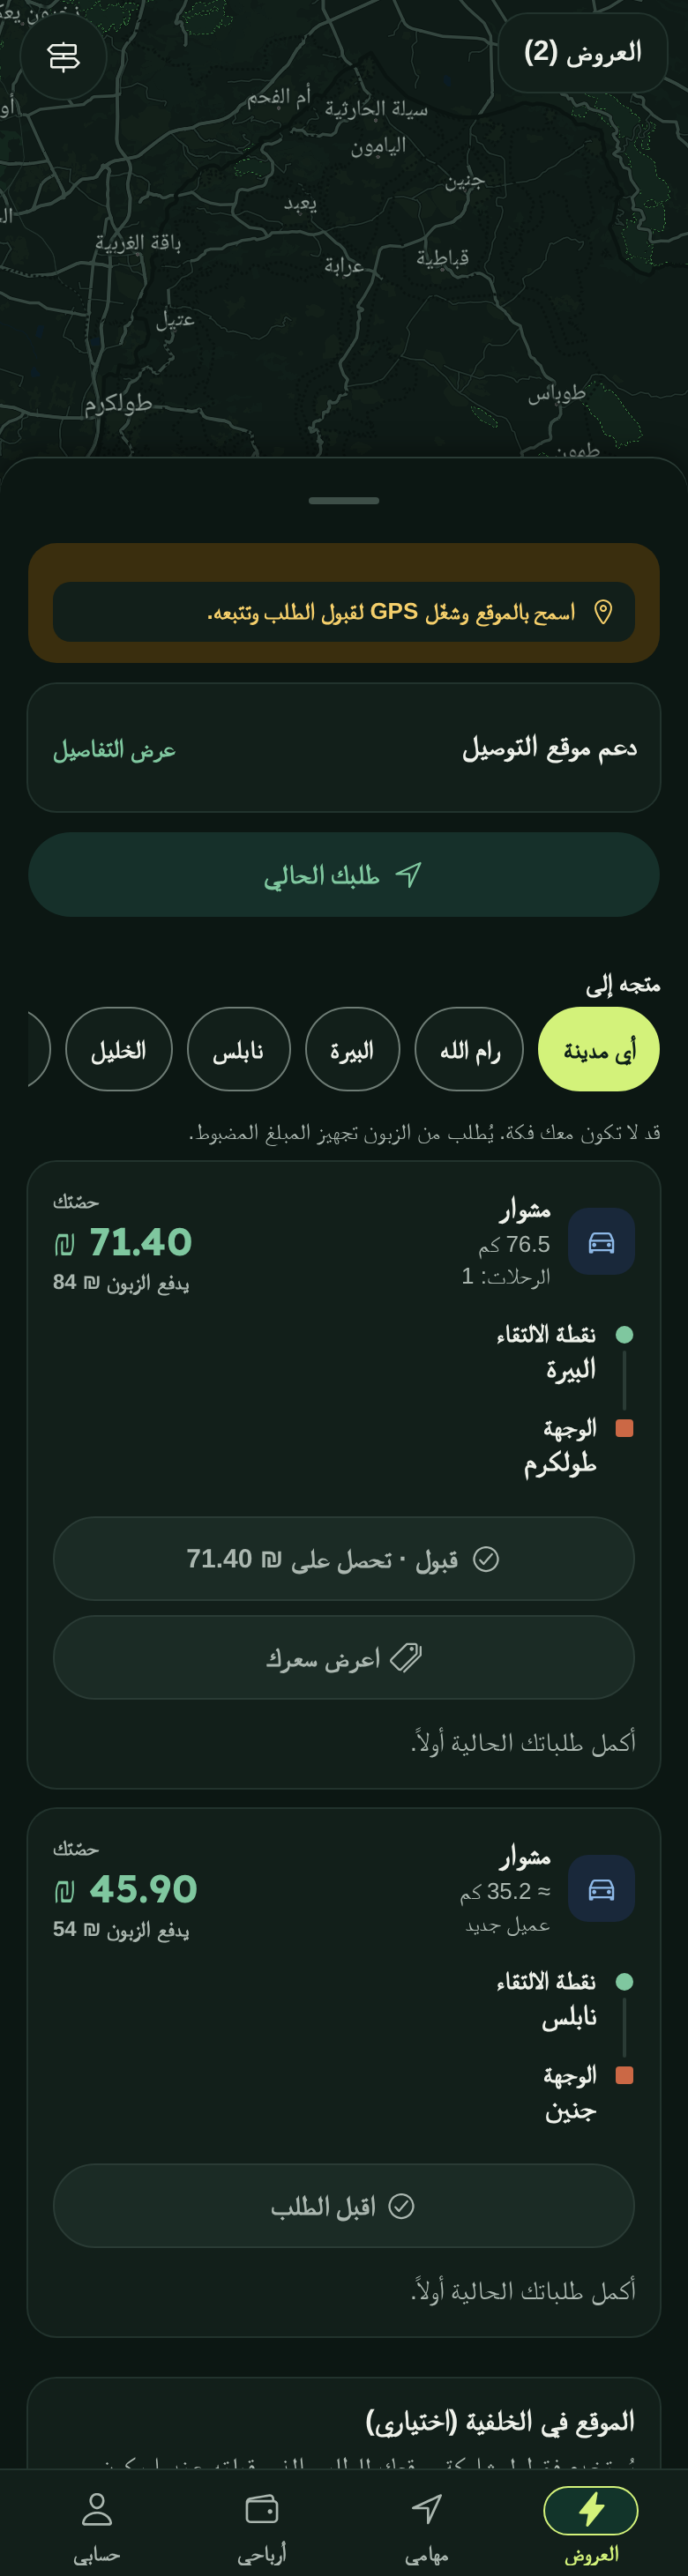 العروض (2)
أم الفحم
سيلة الحارثية
اليامون
جنين
يعبد
باقة الغربية
عرابة
قباطية
عتيل
طولكرم
طوباس
طمون
اسمح بالموقع وشغّل GPS لقبول الطلب وتتبعه.
دعم موقع التوصيل
عرض التفاصيل
طلبك الحالي
متجه إلى
أي مدينة
رام الله
البيرة
نابلس
الخليل
قد لا تكون معك فكة. يُطلب من الزبون تجهيز المبلغ المضبوط.
مشوار
76.5 كم
الرحلات: 1
حصّتك
71.40 ₪
يدفع الزبون ₪ 84
نقطة الالتقاء
البيرة
الوجهة
طولكرم
قبول · تحصل على ₪ 71.40
اعرض سعرك
أكمل طلباتك الحالية أولاً.
مشوار
≈ 35.2 كم
عميل جديد
حصّتك
45.90 ₪
يدفع الزبون ₪ 54
نقطة الالتقاء
نابلس
الوجهة
جنين
اقبل الطلب
أكمل طلباتك الحالية أولاً.
الموقع في الخلفية (اختياري)
العروض
مهامي
أرباحي
حسابي